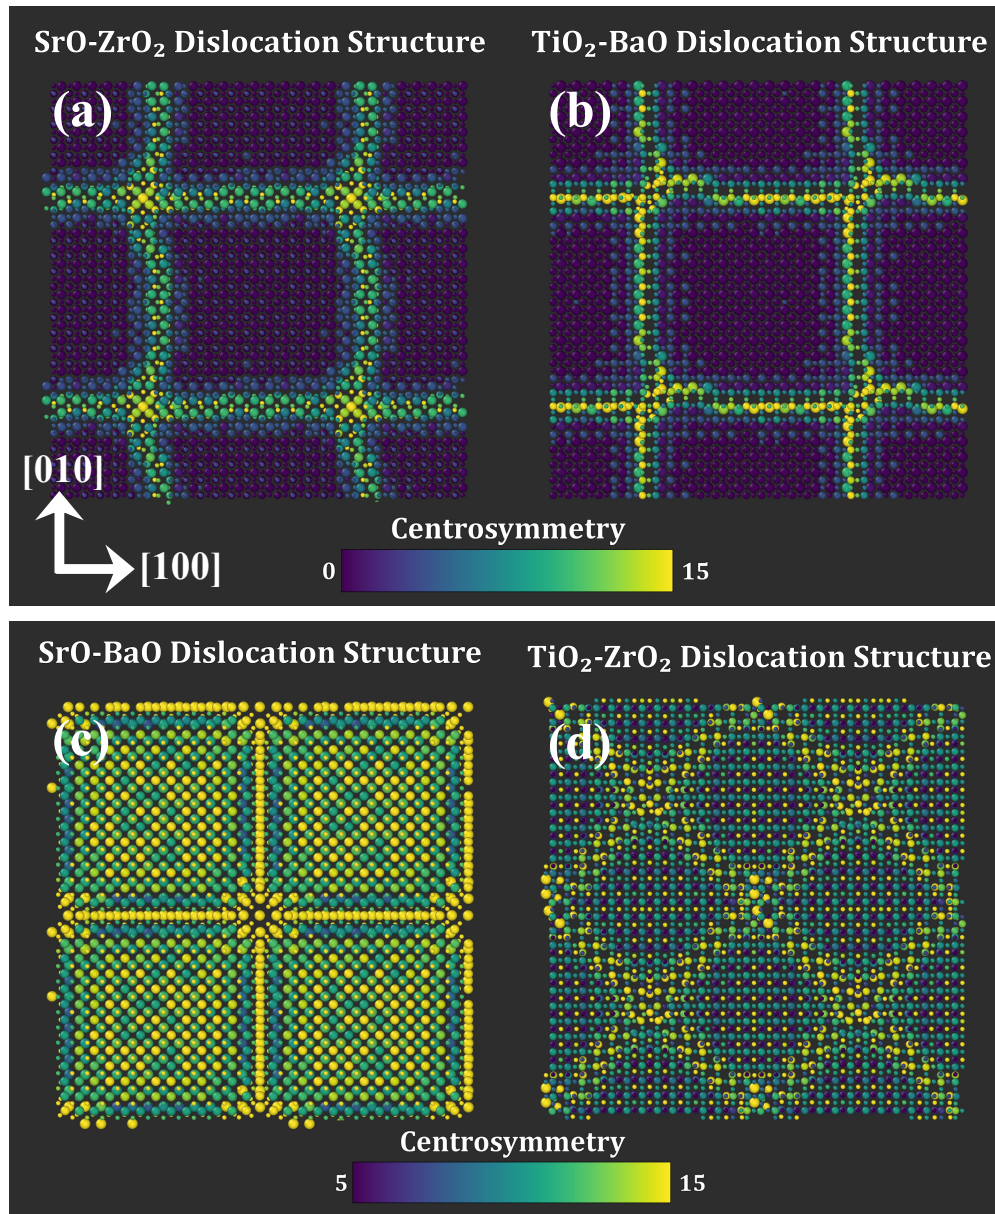 SrO-ZrO₂ Dislocation Structure
TiO₂-BaO Dislocation Structure
(a)
(b)
[010]
[100]
Centrosymmetry
0
15
SrO-BaO Dislocation Structure
TiO₂-ZrO₂ Dislocation Structure
(c)
(d)
Centrosymmetry
5
15